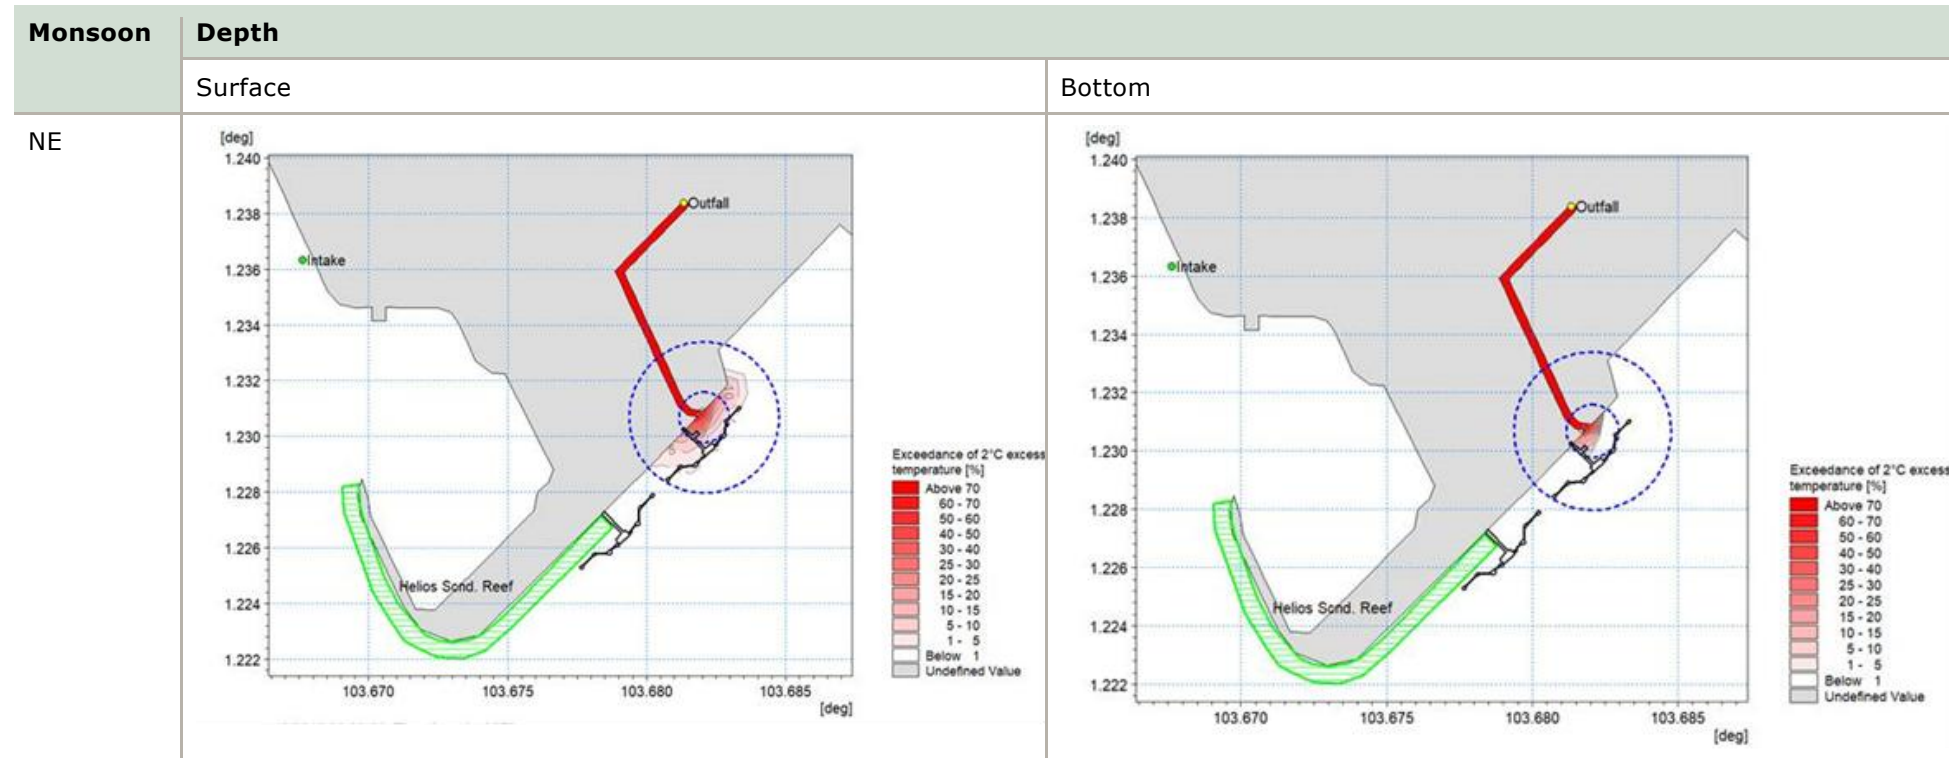 Monsoon Depth
Surface Bottom
NE
[deg]
1.240
1.238
1.236
1.234
1.232
1.230
1.228
1.226
1.224
1.222
Outfall
Intake
Helios Sond. Reef
103.670 103.675 103.680 103.685
[deg]
Exceedance of 2°C excess
temperature [%]
Above 70
60 - 70
50 - 60
40 - 50
30 - 40
25 - 30
20 - 25
15 - 20
10 - 15
5 - 10
1 - 5
Below 1
Undefined Value
[deg]
1.240
1.238
1.236
1.234
1.232
1.230
1.228
1.226
1.224
1.222
Outfall
Intake
Helios Sond. Reef
103.670 103.675 103.680 103.685
[deg]
Exceedance of 2°C excess
temperature [%]
Above 70
60 - 70
50 - 60
40 - 50
30 - 40
25 - 30
20 - 25
15 - 20
10 - 15
5 - 10
1 - 5
Below 1
Undefined Value